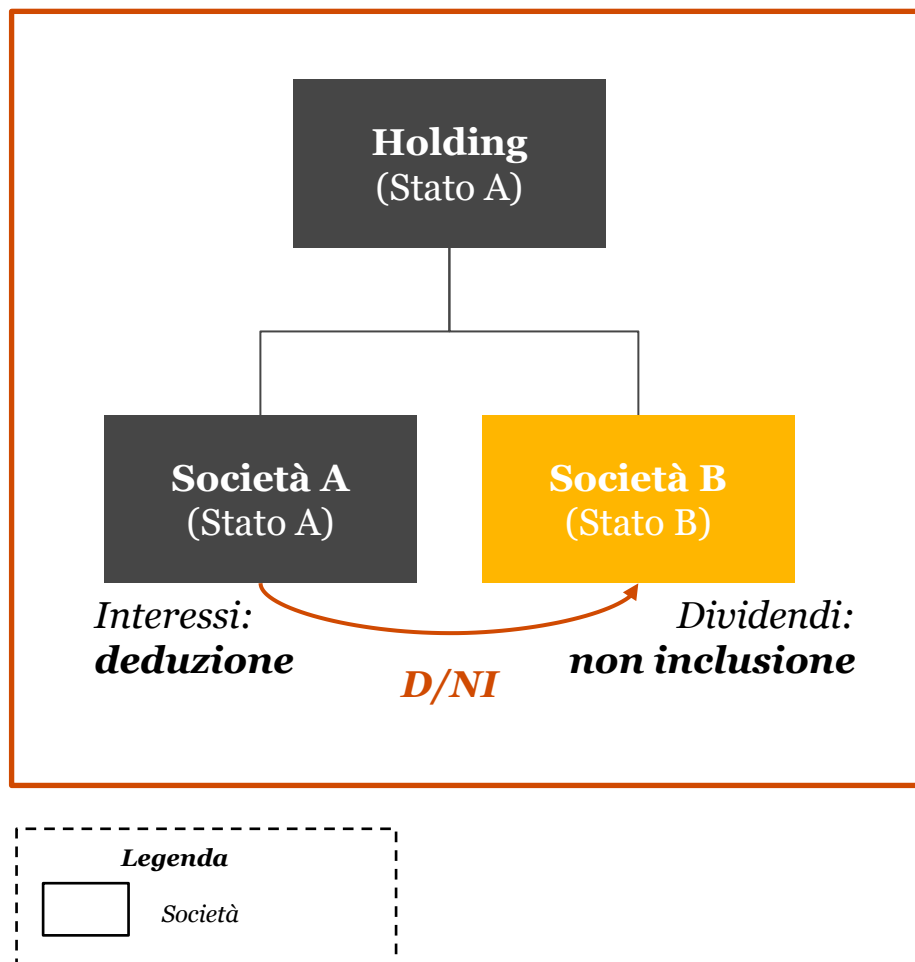 Holding
(Stato A)
Società A
(Stato A)
Società B
(Stato B)
Interessi:
deduzione
Dividendi:
non inclusione
D/NI
Legenda
Società